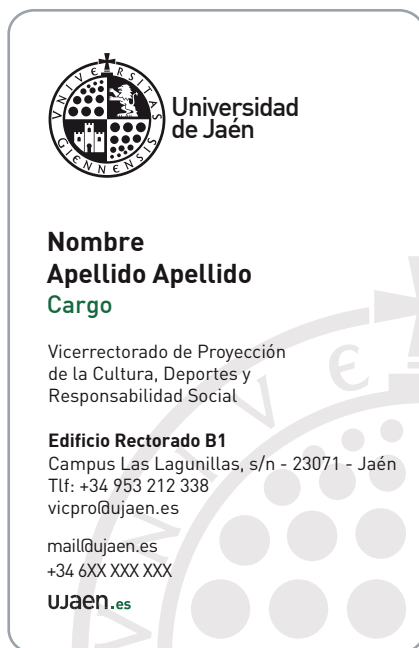 VNIVERSITAS
GIENNENSIS
Universidad
de Jaén
Nombre
Apellido Apellido
Cargo
Vicerrectorado de Proyección
de la Cultura, Deportes y
Responsabilidad Social
Edificio Rectorado B1
Campus Las Lagunillas, s/n - 23071 - Jaén
Tlf: +34 953 212 338
vicpro@ujaen.es
mail@ujaen.es
+34 6XX XXX XXX
UJaen.es
VNIVE